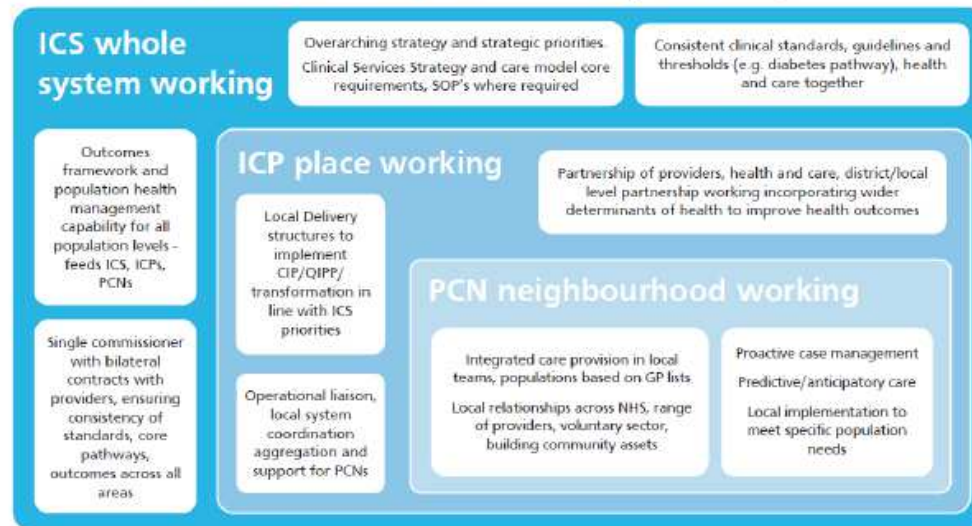 ICS whole
system working
Overarching strategy and strategic priorities
Clinical Services Strategy and care model core
requirements, SOP's where required
Consistent clinical standards, guidelines and
thresholds (e.g. diabetes pathway), health
and care together
Outcomes
framework and
population health
management
capability for all
population levels -
feeds ICS, ICPs,
PCNs
Single commissioner
with bilateral
contracts with
providers, ensuring
consistency of
standards, core
pathways,
outcomes across all
areas
ICP place working
Partnership of providers, health and care, district/local
level partnership working incorporating wider
determinants of health to improve health outcomes
Local Delivery
structures to
implement
CIP/QIPP/
transformation in
line with ICS
priorities
Operational liaison,
local system
coordination
aggregation and
support for PCNs
PCN neighbourhood working
Integrated care provision in local
teams, populations based on GP lists
Local relationships across NHS, range
of providers, voluntary sector,
building community assets
Proactive case management
Predictive/anticipatory care
Local implementation to
meet specific population
needs